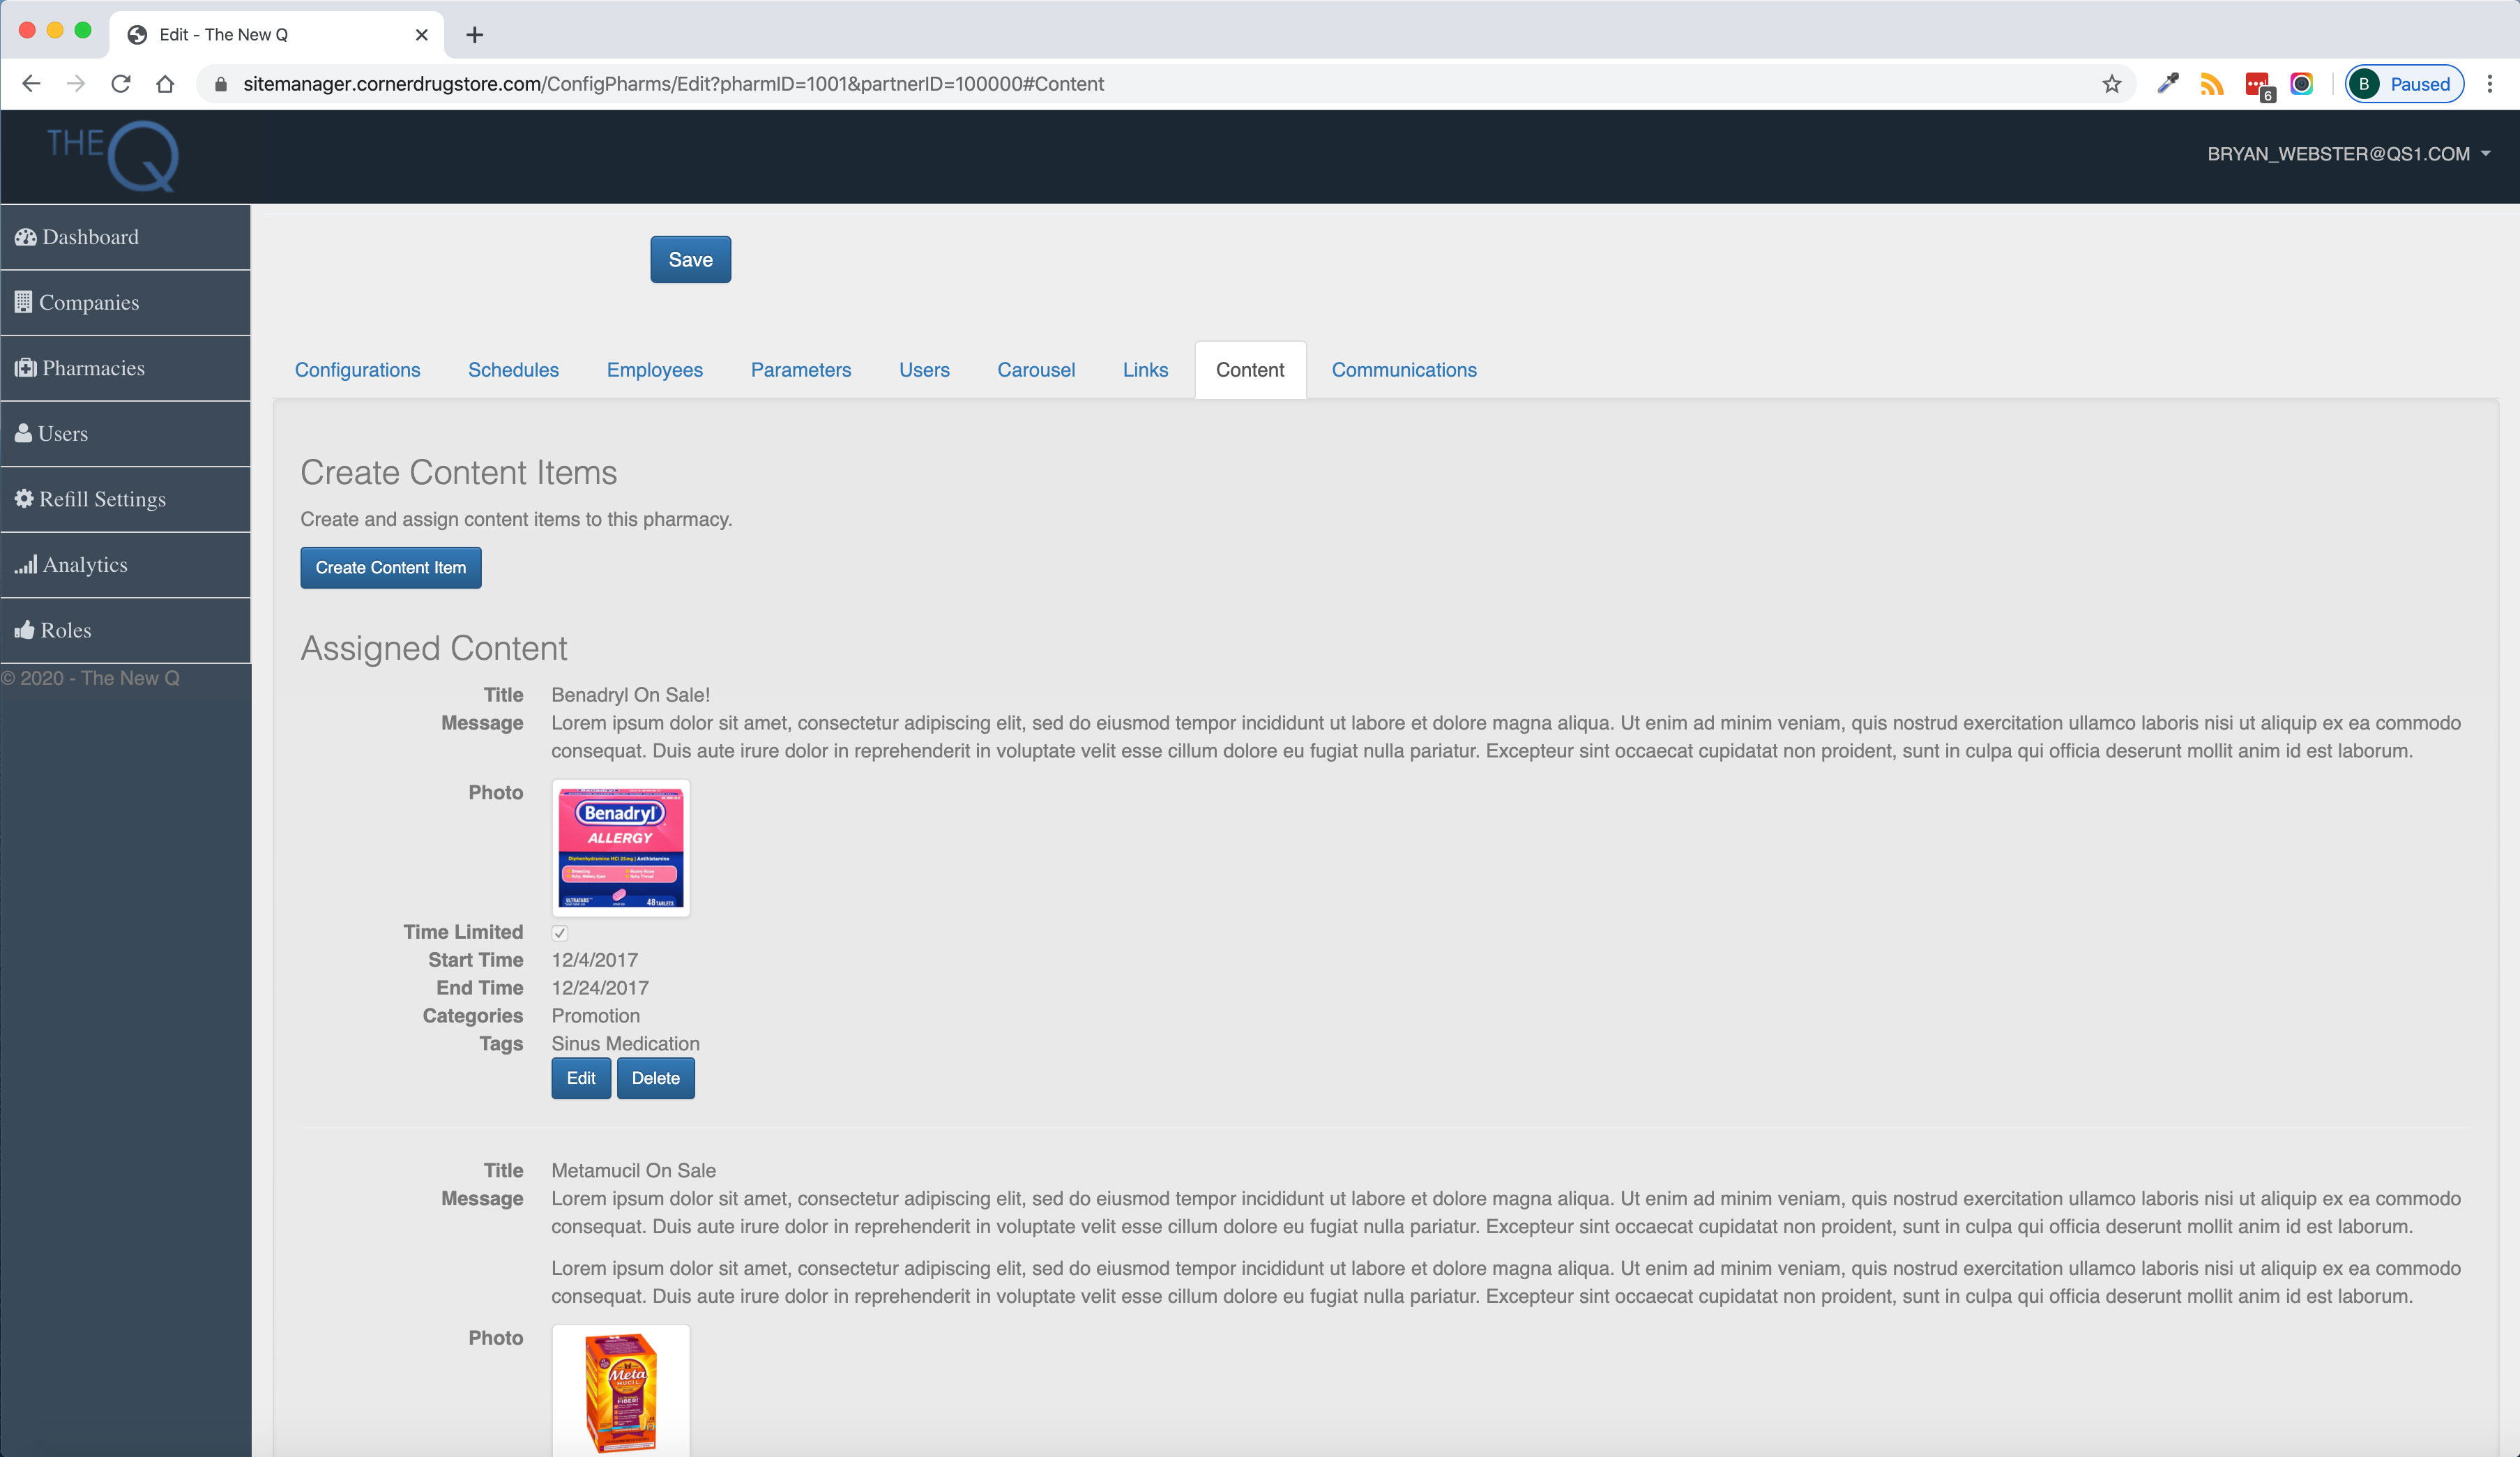 Edit - The New Q
sitemanager.cornerdrugstore.com/ConfigPharms/Edit?pharmID=1001&partnerID=100000#Content
6
B Paused
THE Q
BRYAN_WEBSTER@QS1.COM
Dashboard
Companies
Pharmacies
Users
Refill Settings
Analytics
Roles
© 2020 - The New Q
Save
Configurations Schedules Employees Parameters Users Carousel Links Content Communications
Create Content Items
Create and assign content items to this pharmacy.
Create Content Item
Assigned Content
Title Benadryl On Sale!
Message Lorem ipsum dolor sit amet, consectetur adipiscing elit, sed do eiusmod tempor incididunt ut labore et dolore magna aliqua. Ut enim ad minim veniam, quis nostrud exercitation ullamco laboris nisi ut aliquip ex ea commodo
consequat. Duis aute irure dolor in reprehenderit in voluptate velit esse cillum dolore eu fugiat nulla pariatur. Excepteur sint occaecat cupidatat non proident, sunt in culpa qui officia deserunt mollit anim id est laborum.
Photo
Benadryl
ALLERGY
Diphenhydramine HCl 25mg | Antihistamine
48 TABLETS
Time Limited
Start Time 12/4/2017
End Time 12/24/2017
Categories Promotion
Tags Sinus Medication
Edit Delete
Title Metamucil On Sale
Message Lorem ipsum dolor sit amet, consectetur adipiscing elit, sed do eiusmod tempor incididunt ut labore et dolore magna aliqua. Ut enim ad minim veniam, quis nostrud exercitation ullamco laboris nisi ut aliquip ex ea commodo
consequat. Duis aute irure dolor in reprehenderit in voluptate velit esse cillum dolore eu fugiat nulla pariatur. Excepteur sint occaecat cupidatat non proident, sunt in culpa qui officia deserunt mollit anim id est laborum.
Lorem ipsum dolor sit amet, consectetur adipiscing elit, sed do eiusmod tempor incididunt ut labore et dolore magna aliqua. Ut enim ad minim veniam, quis nostrud exercitation ullamco laboris nisi ut aliquip ex ea commodo
consequat. Duis aute irure dolor in reprehenderit in voluptate velit esse cillum dolore eu fugiat nulla pariatur. Excepteur sint occaecat cupidatat non proident, sunt in culpa qui officia deserunt mollit anim id est laborum.
Photo
Meta
MUCIL
FIBER!